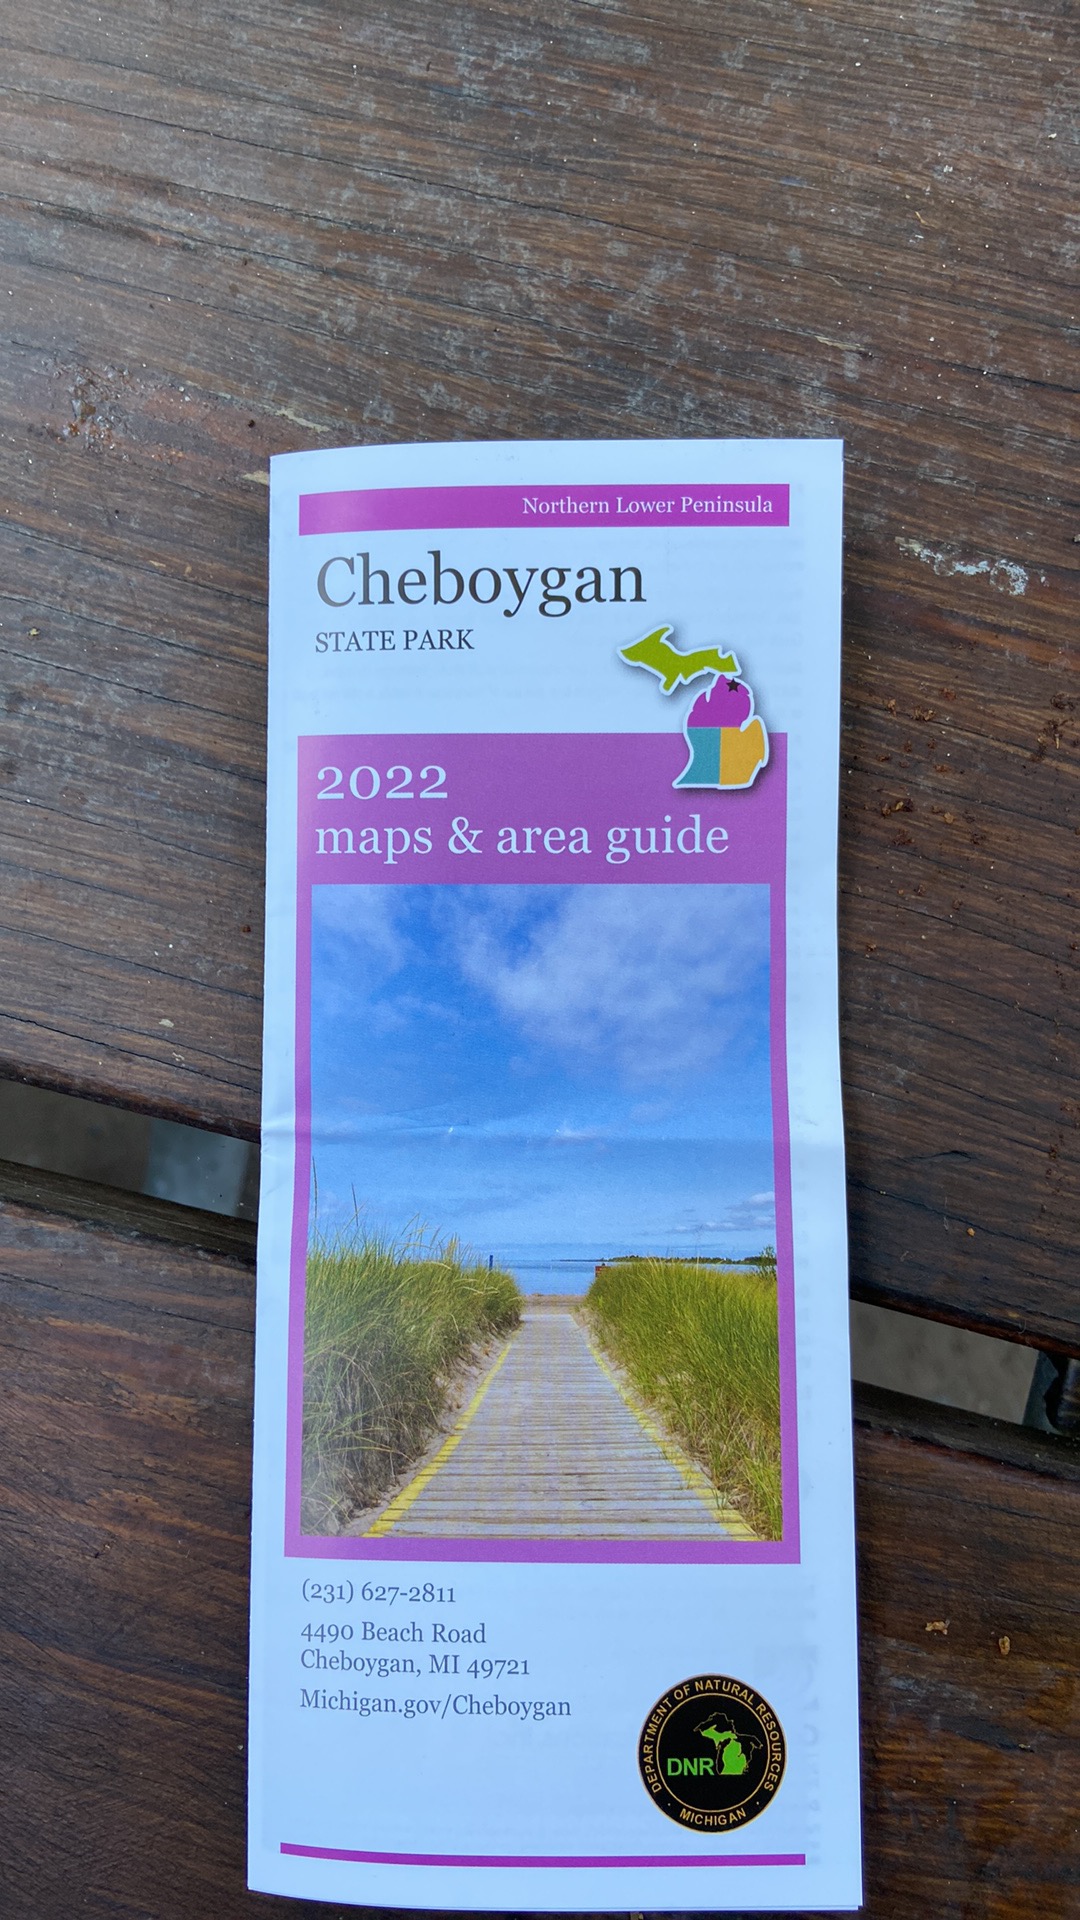 Northern Lower Peninsula
Cheboygan
STATE PARK
2022
maps & area guide
(231) 627-2811
4490 Beach Road
Cheboygan, MI 49721
Michigan.gov/Cheboygan
DEPARTMENT OF NATURAL RESOURCES
DNR
MICHIGAN